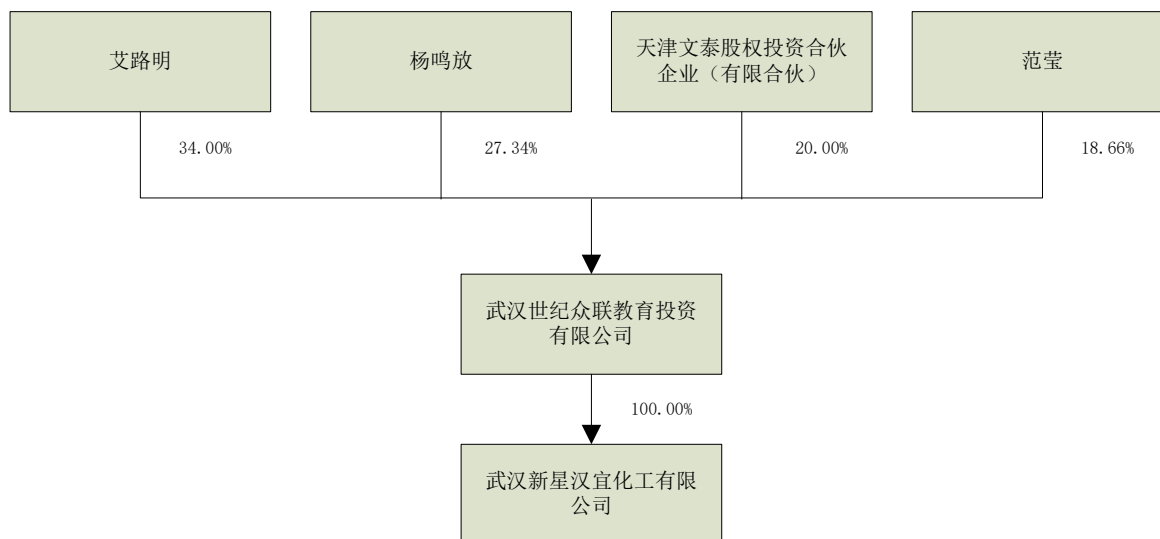 艾路明
杨鸣放
天津文泰股权投资合伙
企业（有限合伙）
范莹
34.00%
27.34%
20.00%
18.66%
武汉世纪众联教育投资
有限公司
100.00%
武汉新星汉宜化工有限
公司